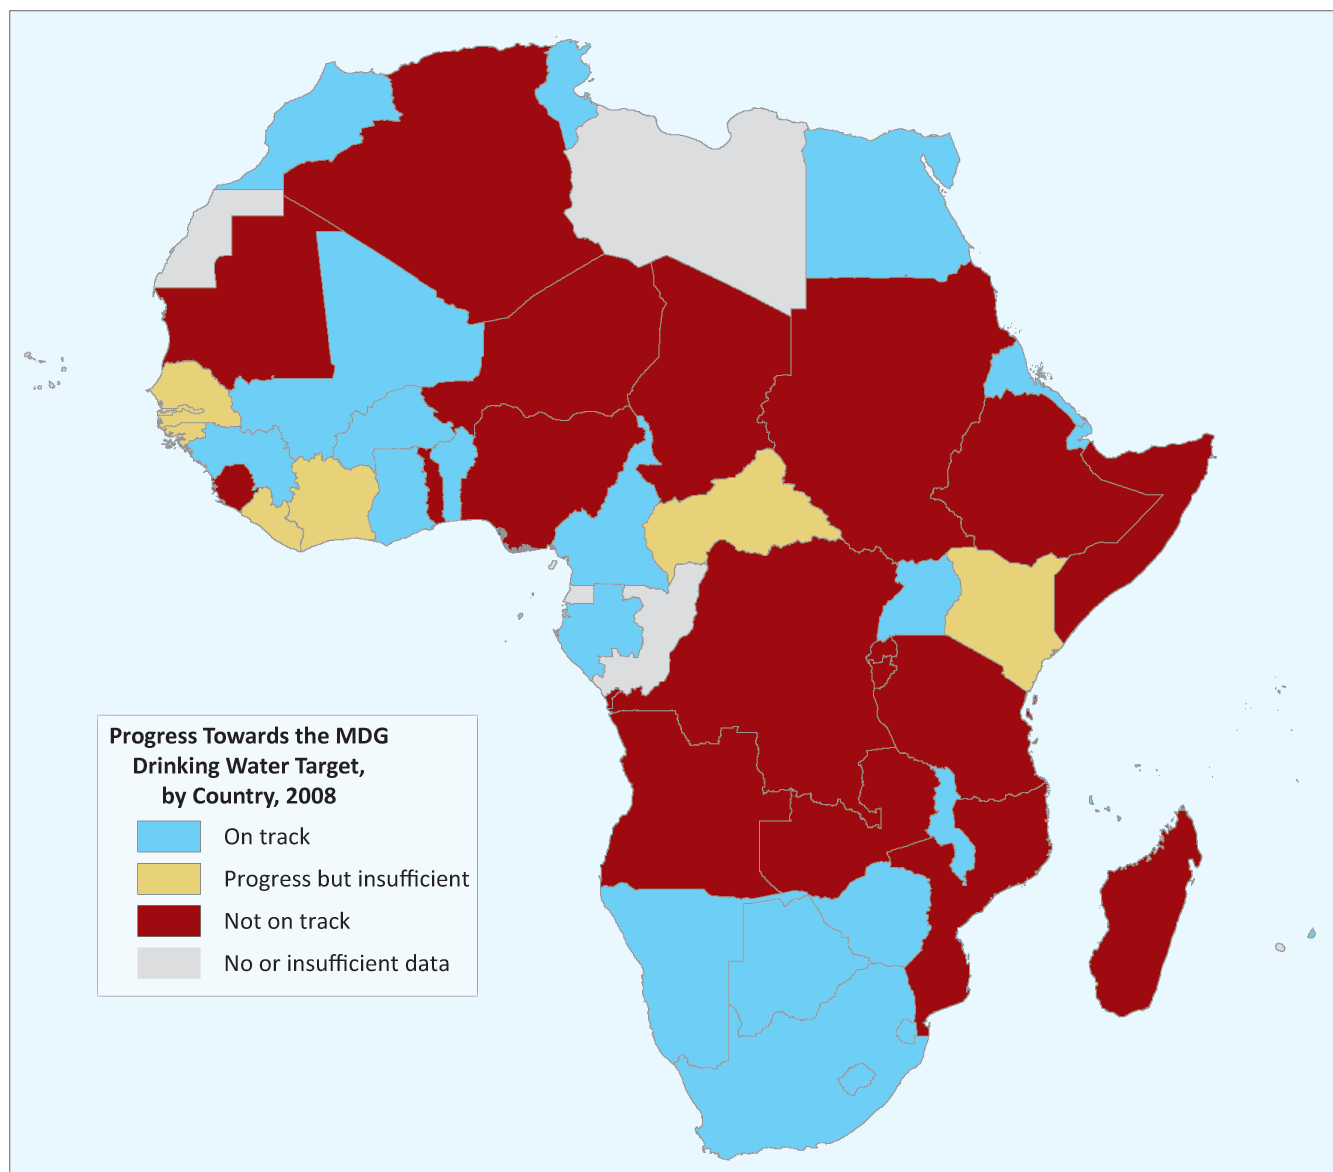 Progress Towards the MDG
Drinking Water Target,
by Country, 2008
On track
Progress but insufficient
Not on track
No or insufficient data